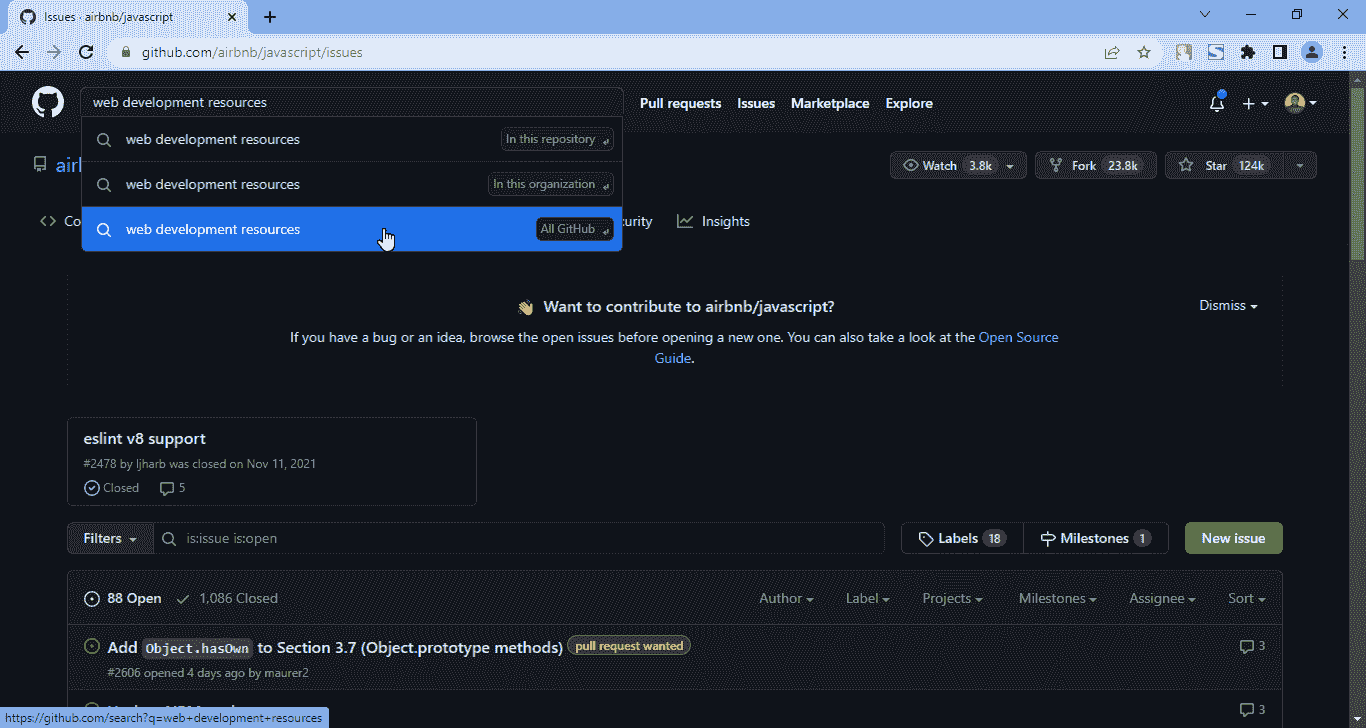 Issues · airbnb/javascript
github.com/airbnb/javascript/issues
web development resources
Pull requests Issues Marketplace Explore
web development resources In this repository
web development resources In this organization
web development resources All GitHub
Watch 3.8k Fork 23.8k Star 124k
Insights
Want to contribute to airbnb/javascript?
Dismiss
If you have a bug or an idea, browse the open issues before opening a new one. You can also take a look at the Open Source
Guide.
eslint v8 support
#2478 by ljharb was closed on Nov 11, 2021
Closed 5
Filters is:issue is:open Labels 18 Milestones 1 New issue
88 Open 1,086 Closed Author Label Projects Milestones Assignee Sort
Add Object.hasOwn to Section 3.7 (Object.prototype methods) pull request wanted 3
#2606 opened 4 days ago by maurer2
3
https://github.com/search?q=web+development+resources